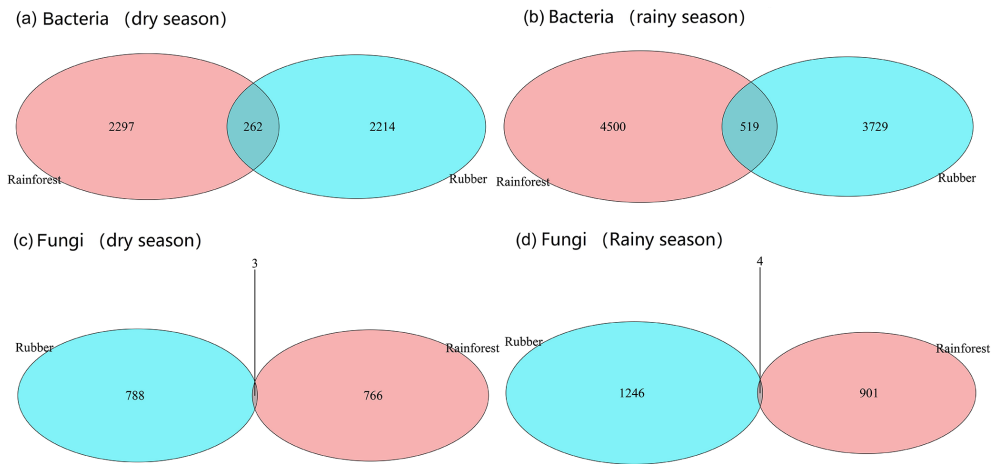 (a) Bacteria （dry season）
2297
262
2214
Rainforest
Rubber
(b) Bacteria （rainy season）
4500
519
3729
Rainforest
Rubber
(c) Fungi （dry season）
3
Rubber
Rainforest
788
766
(d) Fungi （Rainy season）
4
Rubber
Rainforest
1246
901